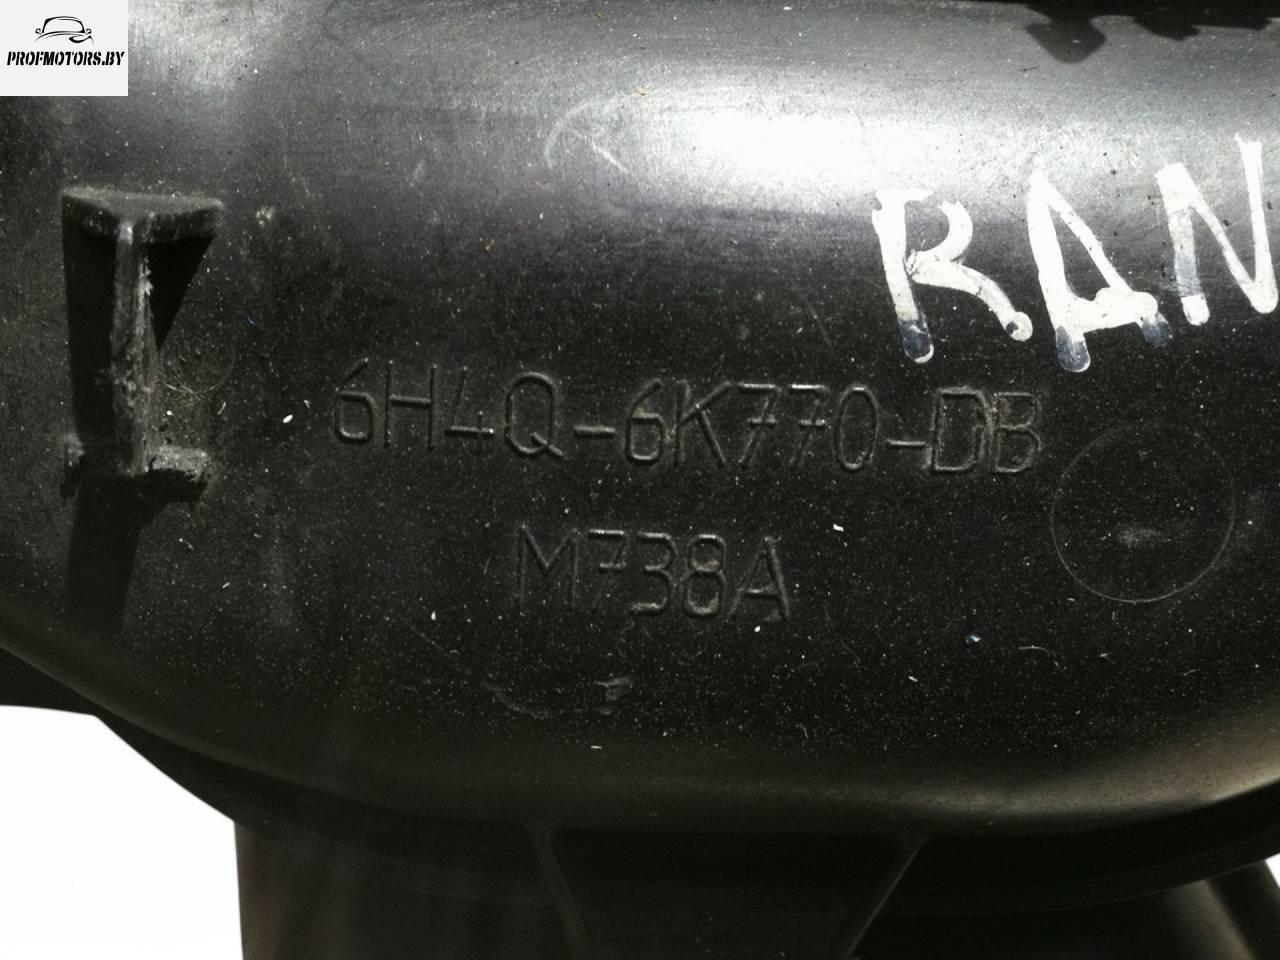 PROFMOTORS.BY
RAN
6H4Q-6K770-DB
M738A